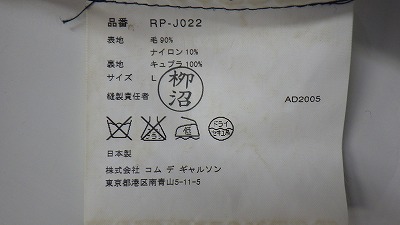 品番 RP-J022
表地 毛 90%
ナイロン 10%
裏地 キュプラ 100%
サイズ L
柳沼
縫製責任者
AD2005
ドライ
日本製
株式会社 コム デ ギャルソン
東京都港区南青山5-11-5